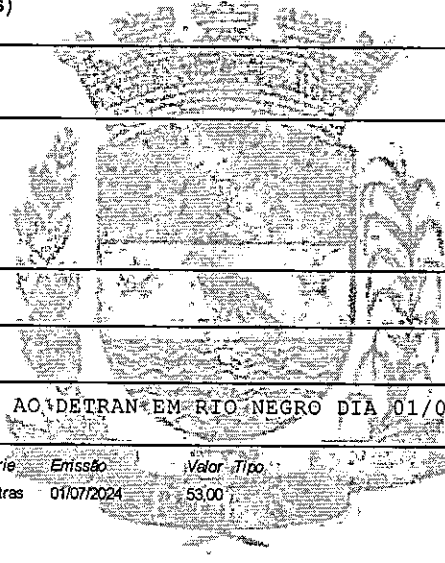 S)
AO DETRAN EM RIO NEGRO DIA 01/0
rie Emissão Valor Tipo
tras 01/07/2024 53,00